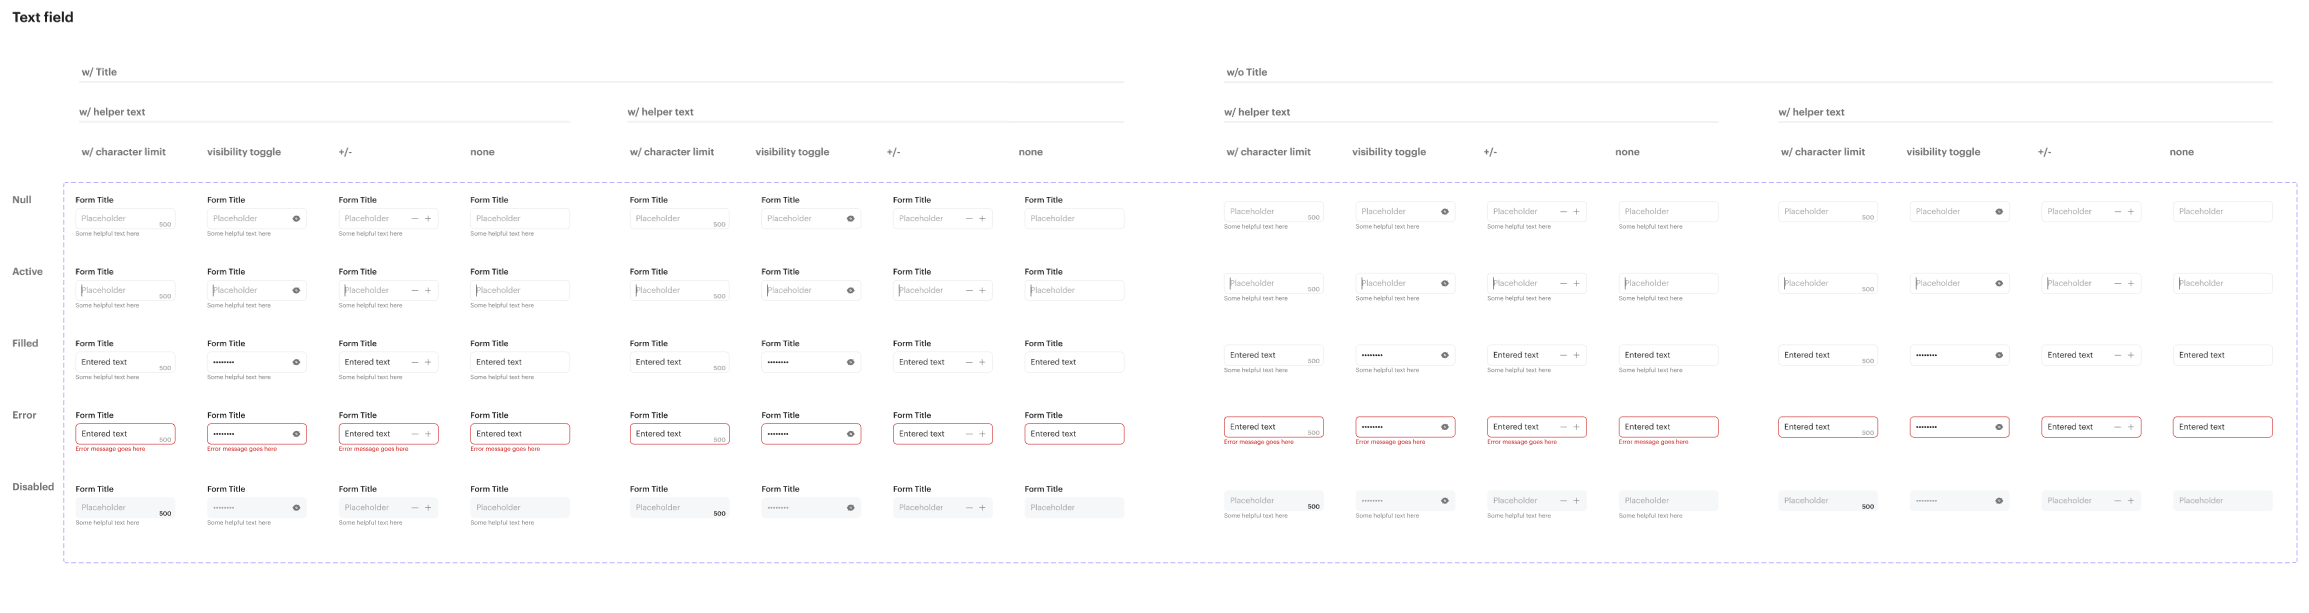 Text field
w/ Title w/o Title
w/ helper text w/ helper text w/ helper text w/ helper text
w/ character limit visibility toggle +/- none w/ character limit visibility toggle +/- none w/ character limit visibility toggle +/- none w/ character limit visibility toggle +/- none
Null Form Title Form Title Form Title Form Title Form Title Form Title Form Title Form Title
Placeholder 500 Placeholder Placeholder — + Placeholder Placeholder 500 Placeholder Placeholder — + Placeholder Placeholder 500 Placeholder Placeholder — + Placeholder Placeholder 500 Placeholder Placeholder — + Placeholder
Some helpful text here Some helpful text here Some helpful text here Some helpful text here Some helpful text here Some helpful text here Some helpful text here Some helpful text here
Active Form Title Form Title Form Title Form Title Form Title Form Title Form Title Form Title
Placeholder 500 Placeholder Placeholder — + Placeholder Placeholder 500 Placeholder Placeholder — + Placeholder Placeholder 500 Placeholder Placeholder — + Placeholder Placeholder 500 Placeholder Placeholder — + Placeholder
Some helpful text here Some helpful text here Some helpful text here Some helpful text here Some helpful text here Some helpful text here Some helpful text here Some helpful text here
Filled Form Title Form Title Form Title Form Title Form Title Form Title Form Title Form Title
Entered text 500 •••••••• Entered text — + Entered text Entered text 500 •••••••• Entered text — + Entered text Entered text 500 •••••••• Entered text — + Entered text Entered text 500 •••••••• Entered text — + Entered text
Some helpful text here Some helpful text here Some helpful text here Some helpful text here Some helpful text here Some helpful text here Some helpful text here Some helpful text here
Error Form Title Form Title Form Title Form Title Form Title Form Title Form Title Form Title
Entered text 500 •••••••• Entered text — + Entered text Entered text 500 •••••••• Entered text — + Entered text Entered text 500 •••••••• Entered text — + Entered text Entered text 500 •••••••• Entered text — + Entered text
Error message goes here Error message goes here Error message goes here Error message goes here Error message goes here Error message goes here Error message goes here Error message goes here
Disabled Form Title Form Title Form Title Form Title Form Title Form Title Form Title Form Title
Placeholder 500 •••••••• Placeholder — + Placeholder Placeholder 500 •••••••• Placeholder — + Placeholder Placeholder 500 •••••••• Placeholder — + Placeholder Placeholder 500 •••••••• Placeholder — + Placeholder
Some helpful text here Some helpful text here Some helpful text here Some helpful text here Some helpful text here Some helpful text here Some helpful text here Some helpful text here